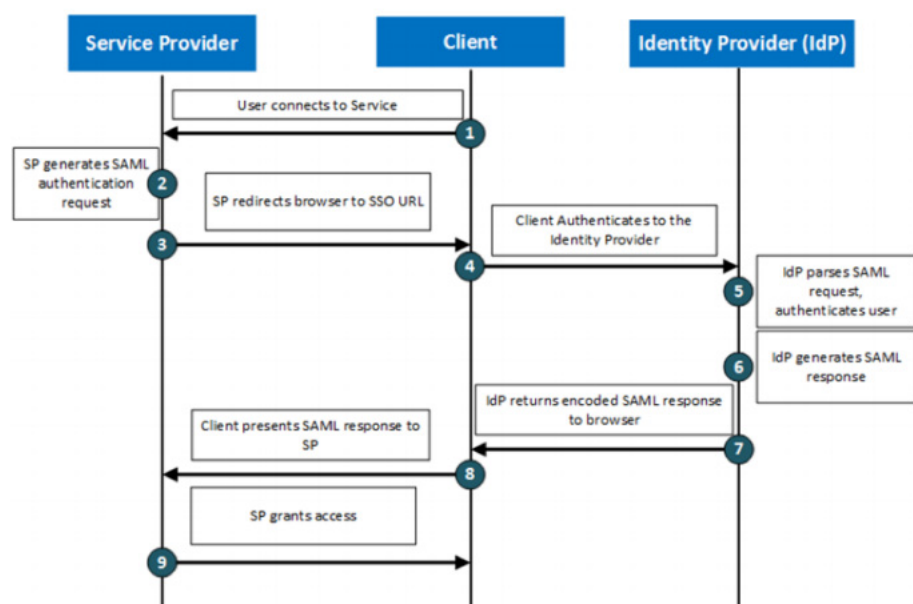 Service Provider
Client
Identity Provider (IdP)
User connects to Service
1
SP generates SAML
authentication
request
2
SP redirects browser to SSO URL
3
Client Authenticates to the
Identity Provider
4
5
IdP parses SAML
request,
authenticates user
6
IdP generates SAML
response
IdP returns encoded SAML response
to browser
7
Client presents SAML response to
SP
8
SP grants access
9